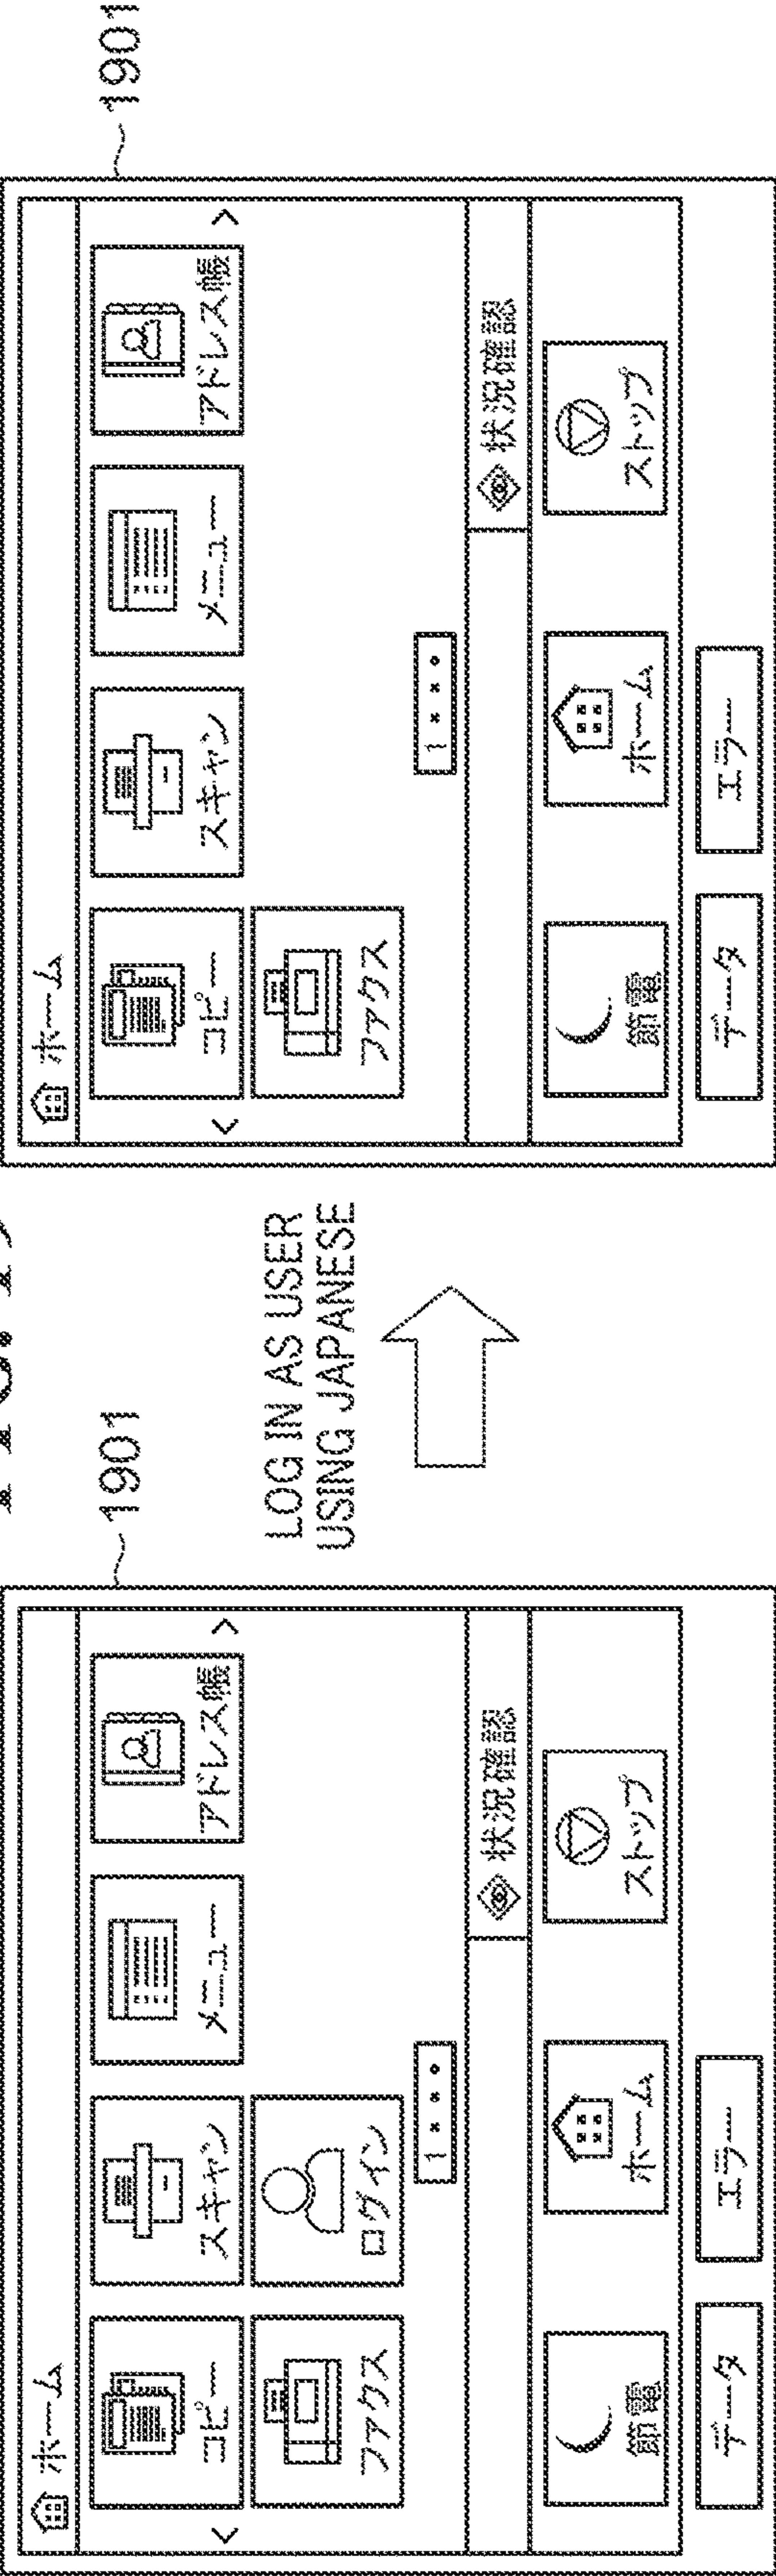 1901
ホーム
コピー
スキャン
メニュー
アドレス帳
ファクス
ログイン
1
状況確認
節電
ホーム
ストップ
データ
エラー
LOG IN AS USER
USING JAPANESE
1901
ホーム
コピー
スキャン
メニュー
アドレス帳
ファクス
1
状況確認
節電
ホーム
ストップ
データ
エラー